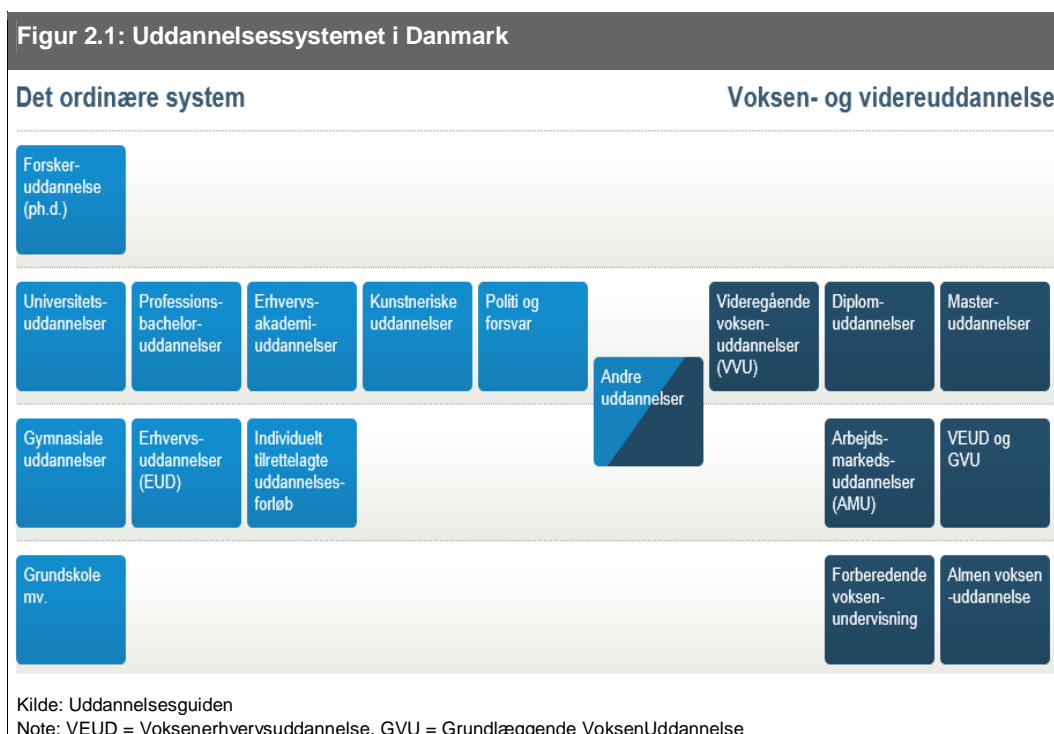 Figur 2.1: Uddannelsessystemet i Danmark
Det ordinære system
Voksen- og videreuddannelse
Forsker-
uddannelse
(ph.d.)
Universitets-
uddannelser
Professions-
bachelor-
uddannelser
Erhvervs-
akademi-
uddannelser
Kunstneriske
uddannelser
Politi og
forsvar
Andre
uddannelser
Videregående
voksen-
uddannelser
(VVU)
Diplom-
uddannelser
Master-
uddannelser
Gymnasiale
uddannelser
Erhvervs-
uddannelser
(EUD)
Individuelt
tilrettelagte
uddannelses-
forløb
Arbejds-
markeds-
uddannelser
(AMU)
VEUD og
GVU
Grundskole
mv.
Forberedende
voksen-
undervisning
Almen voksen
-uddannelse
Kilde: Uddannelsesguiden
Note: VEUD = Voksenerhvervsuddannelse, GVU = Grundlæggende VoksenUddannelse